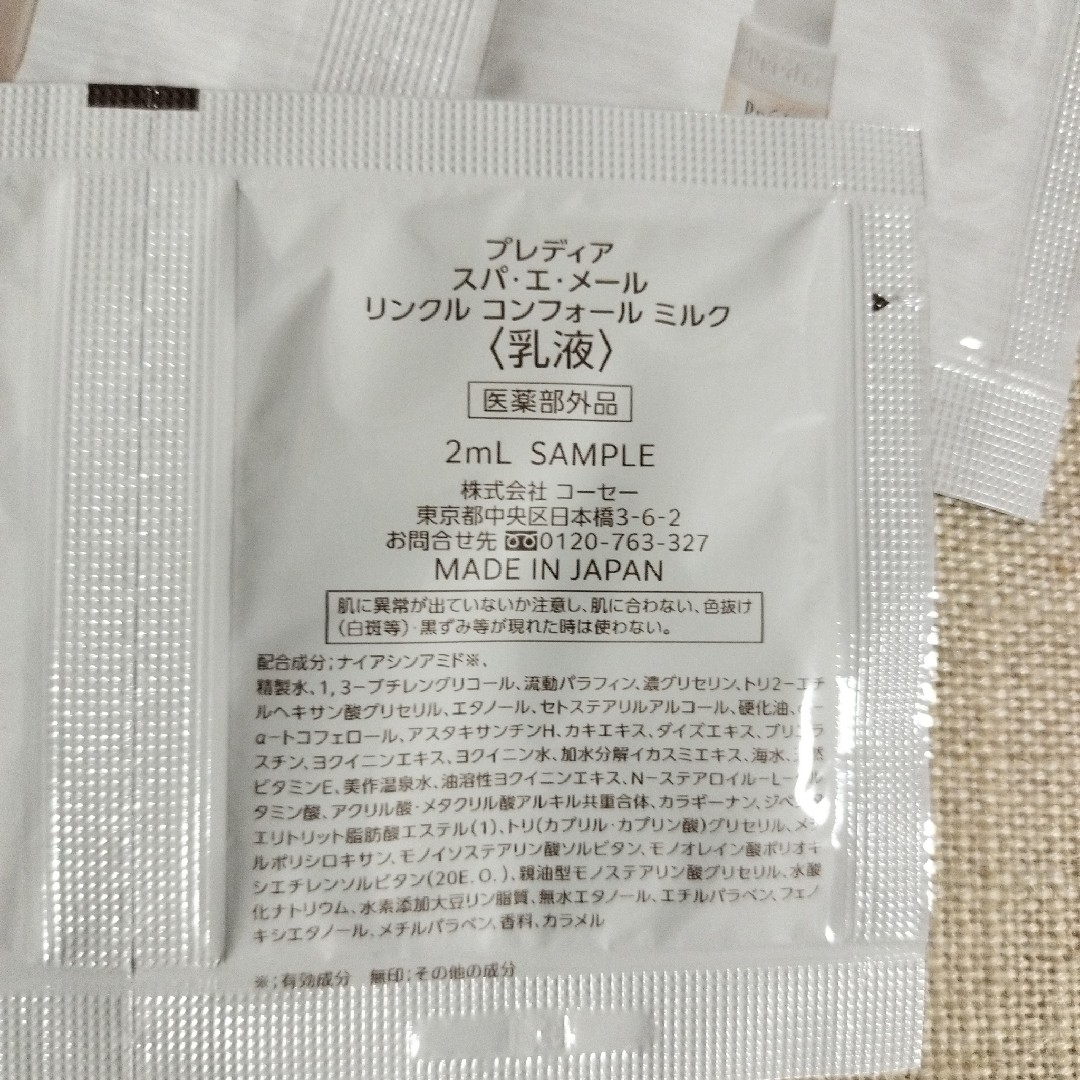 プレディア
スパ・エ・メール
リンクル コンフォール ミルク
〈乳液〉
医薬部外品
2mL SAMPLE
株式会社 コーセー
東京都中央区日本橋3-6-2
お問合せ先 0120-763-327
MADE IN JAPAN
肌に異常が出ていないか注意し、肌に合わない、色抜け
(白斑等)・黒ずみ等が現れた時は使わない。
配合成分;ナイアシンアミド※、
精製水、1,3-ブチレングリコール、流動パラフィン、濃グリセリン、トリ2-エチ
ルヘキサン酸グリセリル、エタノール、セトステアリルアルコール、硬化油、
α-トコフェロール、アスタキサンチンH、カキエキス、ダイズエキス、
スチン、ヨクイニンエキス、ヨクイニン水、加水分解イカスミエキス、海水、天然
ビタミンE、美作温泉水、油溶性ヨクイニンエキス、N-ステアロイル-L-グル
タミン酸、アクリル酸・メタクリル酸アルキル共重合体、カラギーナン、
エリトリット脂肪酸エステル(1)、トリ(カプリル・カプリン酸)グリセリル、メチ
ルポリシロキサン、モノイソステアリン酸ソルビタン、モノオレイン酸ポリオキ
シエチレンソルビタン(20E.O.)、親油型モノステアリン酸グリセリル、水酸
化ナトリウム、水素添加大豆リン脂質、無水エタノール、エチルパラベン、フェノ
キシエタノール、メチルパラベン、香料、カラメル
※;有効成分 無印;その他の成分